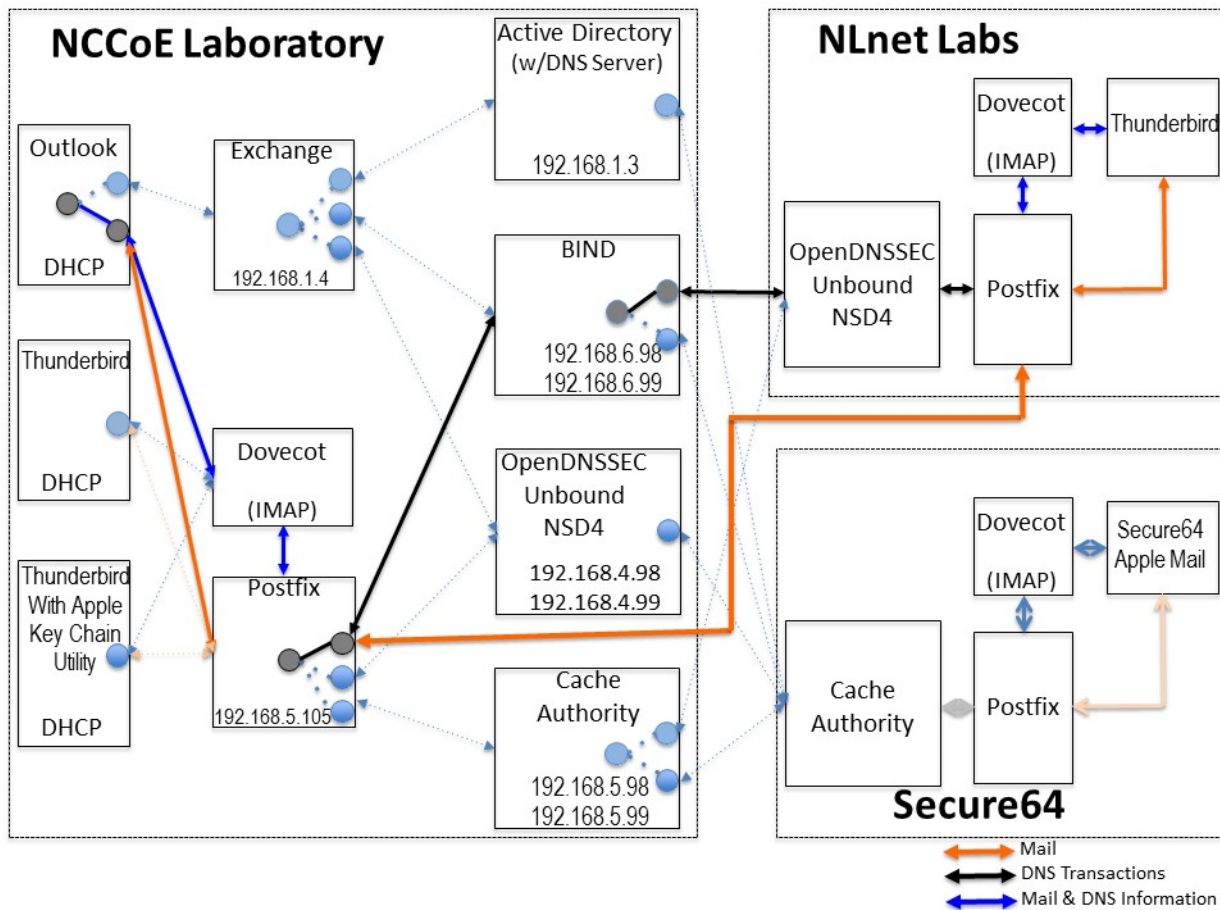 NCCoE Laboratory
Outlook
DHCP
Thunderbird
DHCP
Thunderbird
With Apple
Key Chain
Utility
DHCP
Exchange
192.168.1.4
Dovecot
(IMAP)
Postfix
192.168.5.105
Active Directory
(w/DNS Server)
192.168.1.3
BIND
192.168.6.98
192.168.6.99
OpenDNSSEC
Unbound
NSD4
192.168.4.98
192.168.4.99
Cache
Authority
192.168.5.98
192.168.5.99
NLnet Labs
Dovecot
(IMAP)
Thunderbird
OpenDNSSEC
Unbound
NSD4
Postfix
Dovecot
(IMAP)
Secure64
Apple Mail
Cache
Authority
Postfix
Secure64
Mail
DNS Transactions
Mail & DNS Information